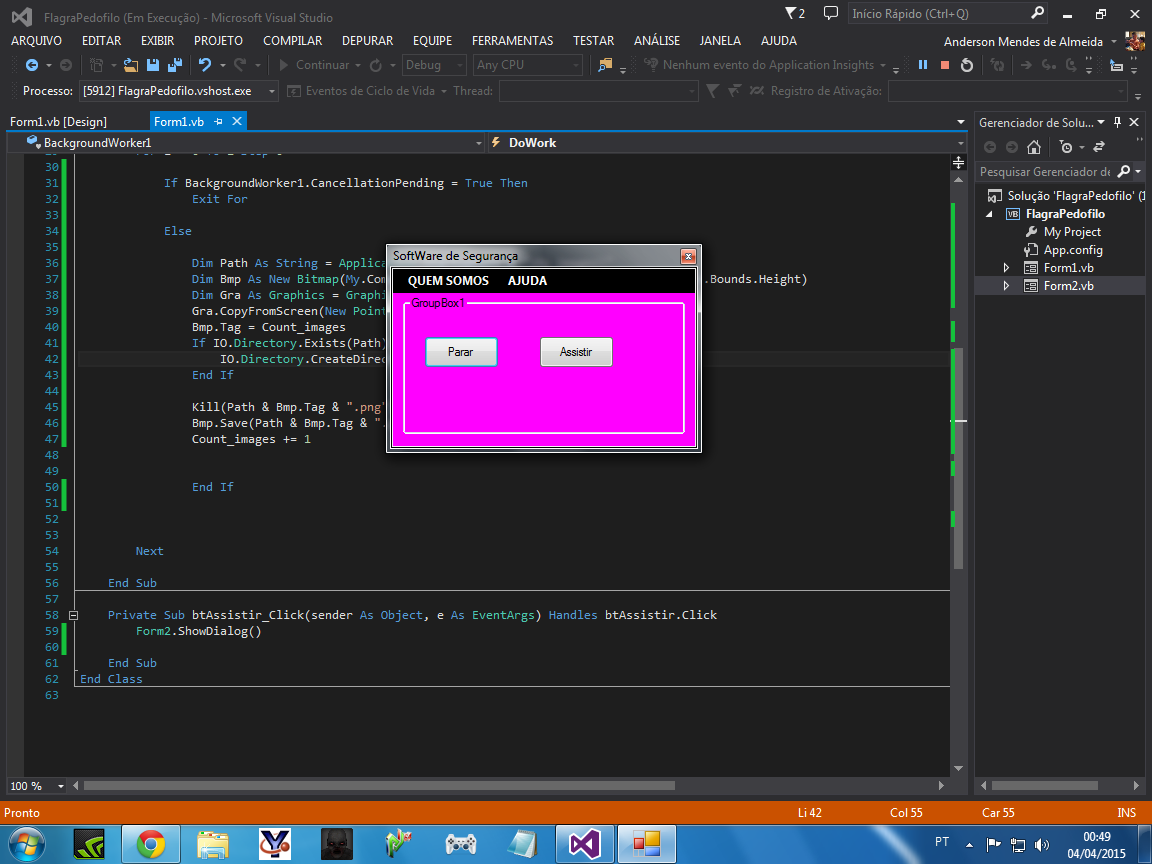 FlagraPedofilo (Em Execução) - Microsoft Visual Studio
2
Início Rápido (Ctrl+Q)
ARQUIVO EDITAR EXIBIR PROJETO COMPILAR DEPURAR EQUIPE FERRAMENTAS TESTAR ANÁLISE JANELA AJUDA
Anderson Mendes de Almeida
Continuar Debug Any CPU Nenhum evento do Application Insights
Processo: [5912] FlagraPedofilo.vshost.exe Eventos de Ciclo de Vida Thread: Registro de Ativação:
Form1.vb [Design] Form1.vb
BackgroundWorker1 DoWork
30
31 If BackgroundWorker1.CancellationPending = True Then
32 Exit For
33
34 Else
35
36 Dim Path As String = Applica
37 Dim Bmp As New Bitmap(My.Com .Bounds.Height)
38 Dim Gra As Graphics = Graphi
39 Gra.CopyFromScreen(New Point
40 Bmp.Tag = Count_images
41 If IO.Directory.Exists(Path)
42 IO.Directory.CreateDirec
43 End If
44
45 Kill(Path & Bmp.Tag & ".png"
46 Bmp.Save(Path & Bmp.Tag & ".
47 Count_images += 1
48
49
50 End If
51
52
53
54 Next
55
56 End Sub
57
58 Private Sub btAssistir_Click(sender As Object, e As EventArgs) Handles btAssistir.Click
59 Form2.ShowDialog()
60
61 End Sub
62 End Class
63
SoftWare de Segurança
QUEM SOMOS AJUDA
GroupBox1
Parar Assistir
Gerenciador de Solu...
Pesquisar Gerenciador de
Solução 'FlagraPedofilo' (1
FlagraPedofilo
My Project
App.config
Form1.vb
Form2.vb
100 %
Pronto Li 42 Col 55 Car 55 INS
PT
00:49
04/04/2015